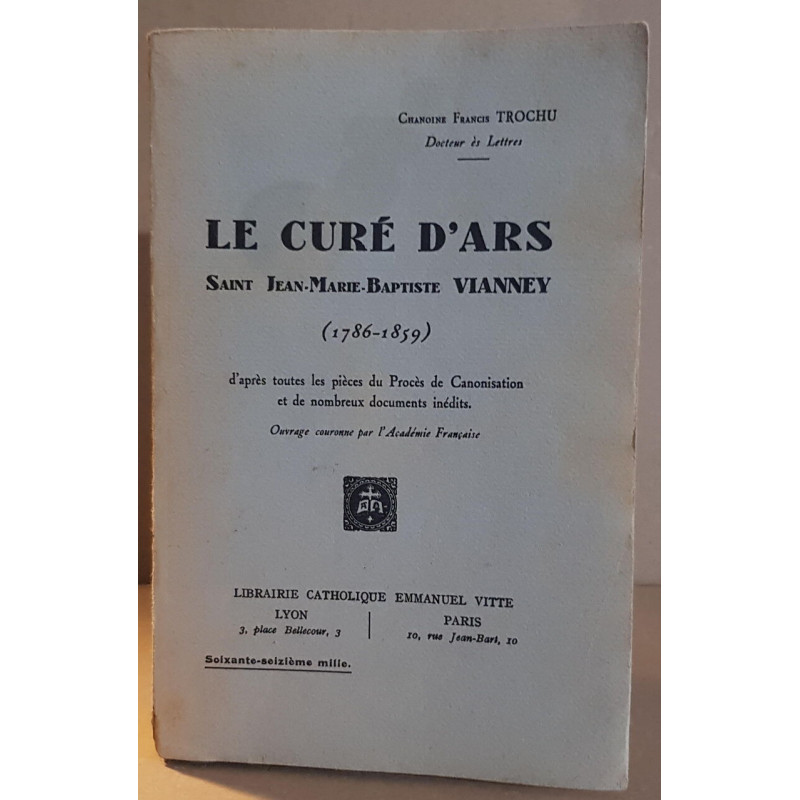 Chanoine Francis TROCHU
Docteur ès Lettres
LE CURÉ D'ARS
Saint Jean-Marie-Baptiste VIANNEY
(1786-1859)
d'après toutes les pièces du Procès de Canonisation
et de nombreux documents inédits.
Ouvrage couronne par l'Académie Française
LIBRAIRIE CATHOLIQUE EMMANUEL VITTE
LYON
3, place Bellecour, 3
PARIS
10, rue Jean-Bart, 10
Soixante-seizième mille.